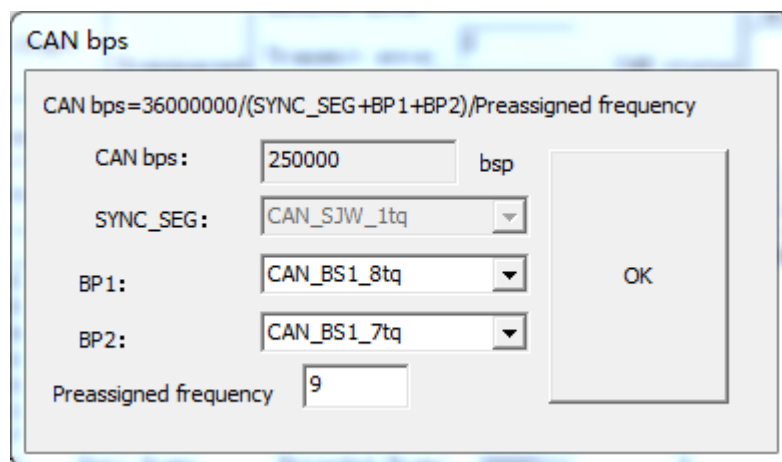 CAN bps
CAN bps=36000000/(SYNC_SEG+BP1+BP2)/Preassigned frequency
CAN bps: 250000 bsp
SYNC_SEG: CAN_SJW_1tq
BP1: CAN_BS1_8tq OK
BP2: CAN_BS1_7tq
Preassigned frequency 9